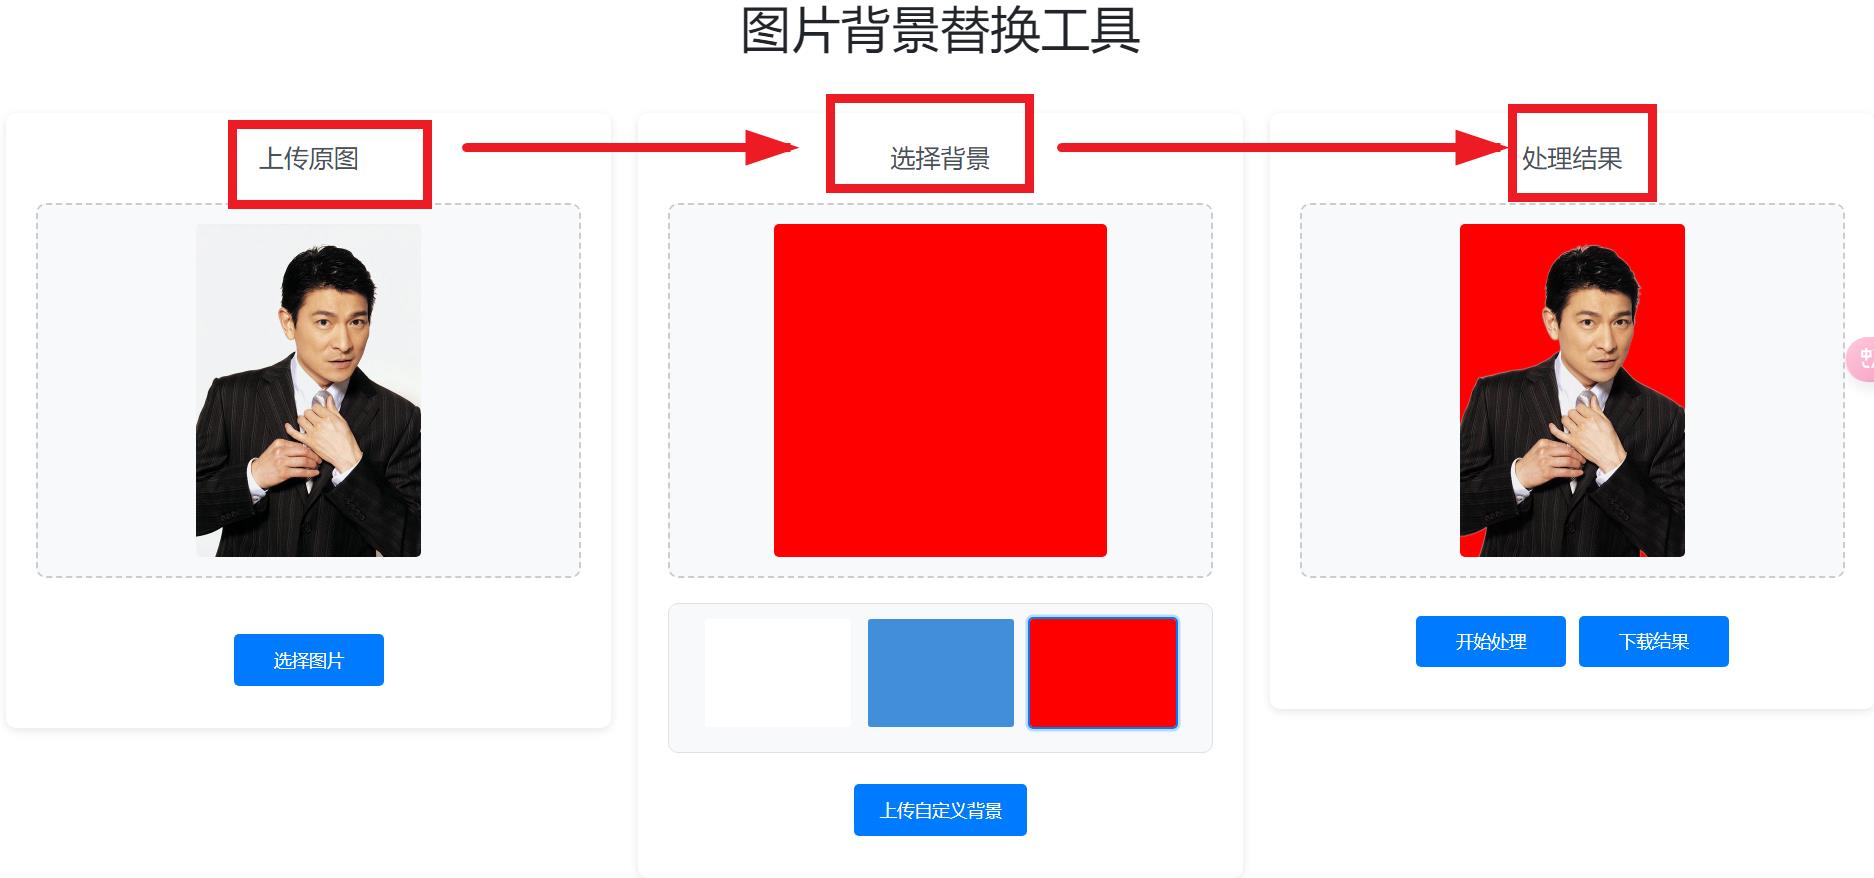 图片背景替换工具
上传原图
选择背景
处理结果
选择图片
上传自定义背景
开始处理
下载结果
中